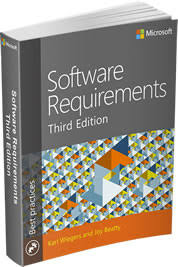 Microsoft
Software
Requirements
Third Edition
Karl Wiegers and Joy Beatty
Software Requirements
Third Edition
Best practices